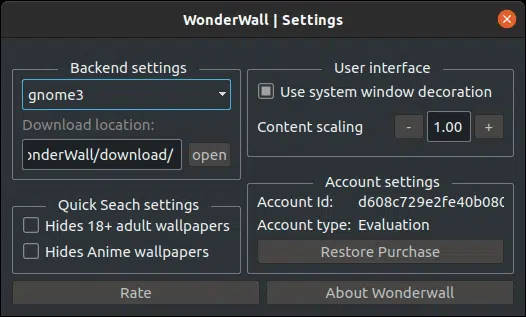 WonderWall | Settings
Backend settings
gnome3
Download location:
nderWall/download/
open
Quick Seach settings
Hides 18+ adult wallpapers
Hides Anime wallpapers
User interface
Use system window decoration
Content scaling - 1.00 +
Account settings
Account Id: d608c729e2fe40b080
Account type: Evaluation
Restore Purchase
Rate
About Wonderwall